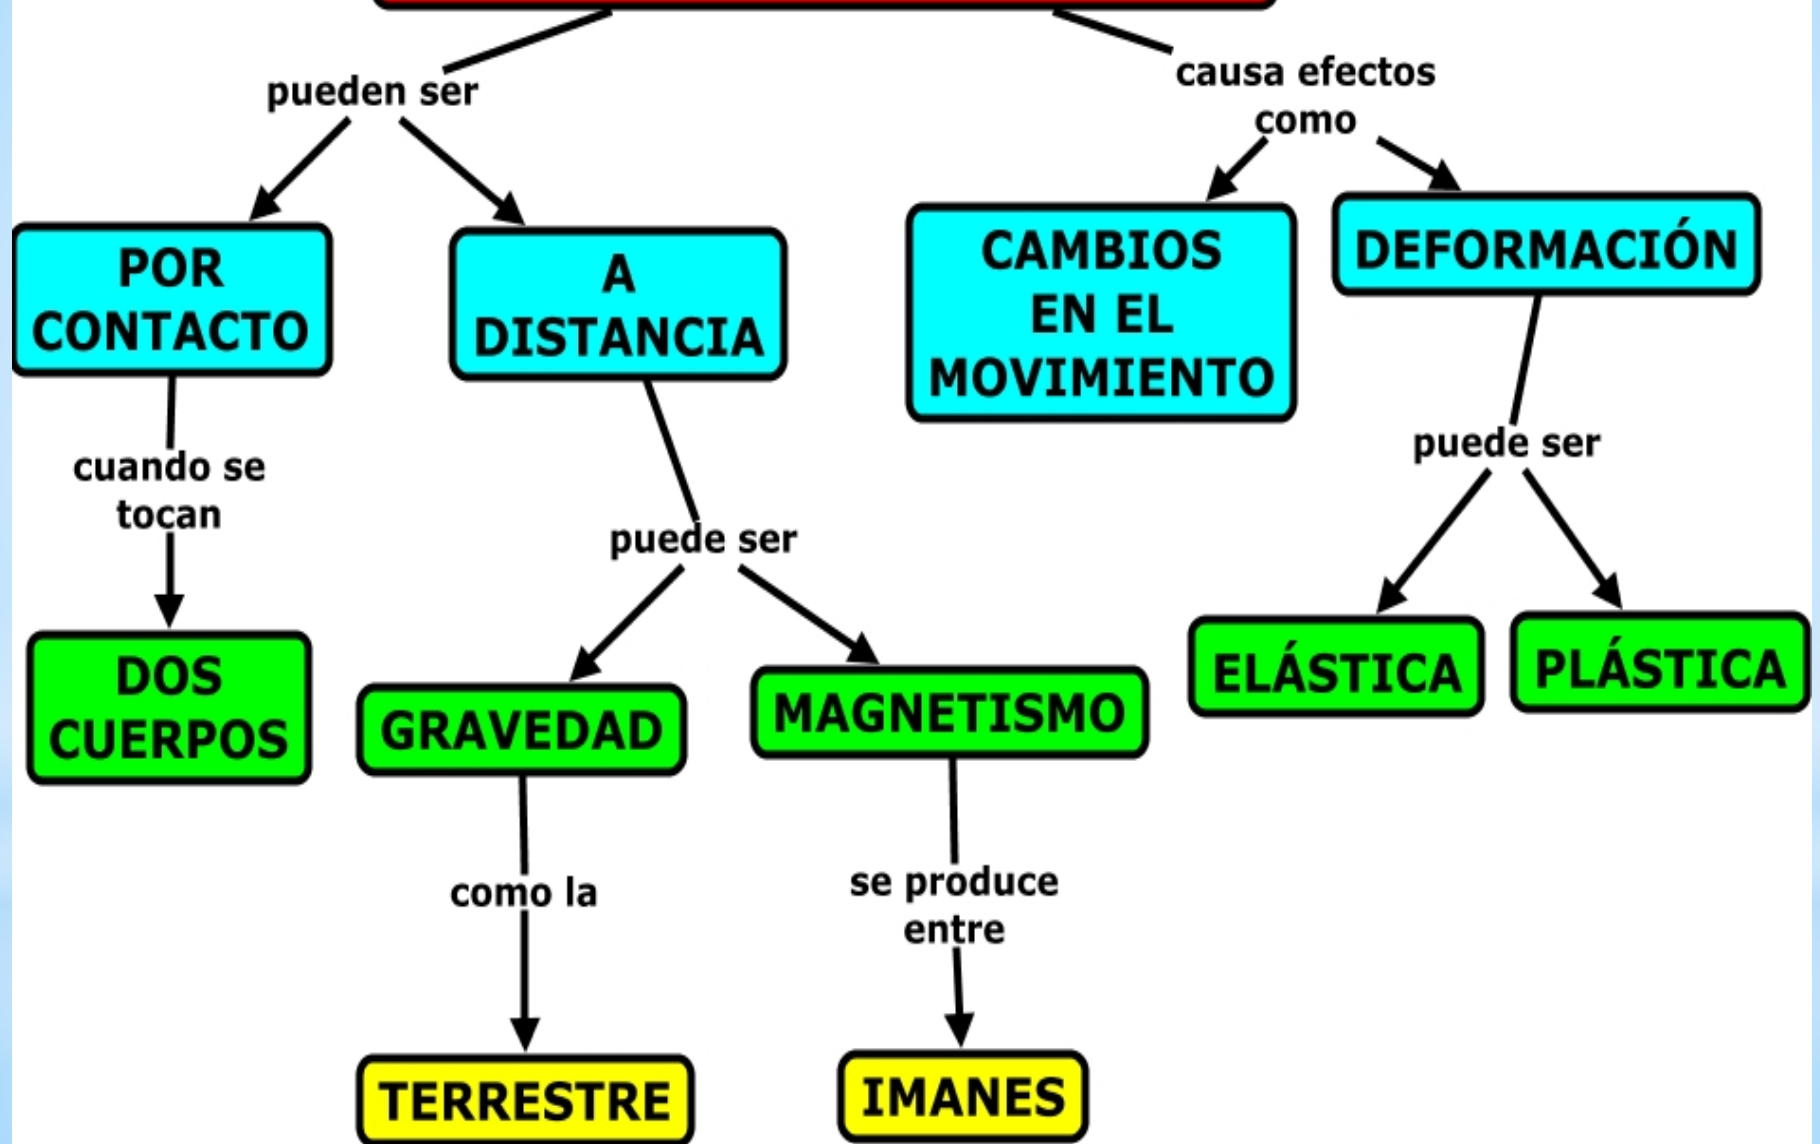 pueden ser
causa efectos
como
POR
CONTACTO
A
DISTANCIA
CAMBIOS
EN EL
MOVIMIENTO
DEFORMACIÓN
cuando se
tocan
puede ser
puede ser
DOS
CUERPOS
GRAVEDAD
MAGNETISMO
ELÁSTICA
PLÁSTICA
como la
se produce
entre
TERRESTRE
IMANES